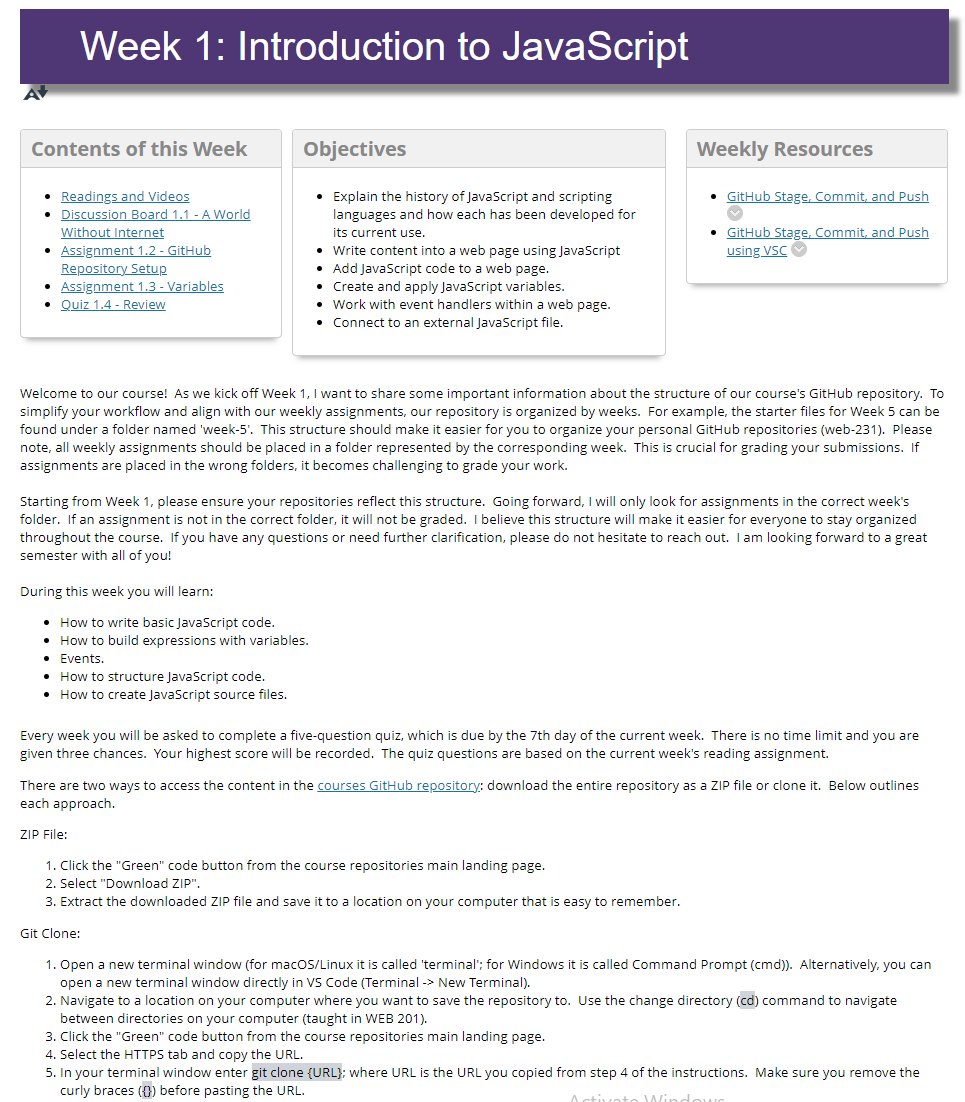 Week 1: Introduction to JavaScript
A
Contents of this Week
Readings and Videos
Discussion Board 1.1 - A World
Without Internet
Assignment 1.2 - GitHub
Repository Setup
Assignment 1.3 - Variables
Quiz 1.4 - Review
Objectives
Explain the history of JavaScript and scripting
languages and how each has been developed for
its current use.
Write content into a web page using JavaScript
Add JavaScript code to a web page.
Create and apply JavaScript variables.
Work with event handlers within a web page.
Connect to an external JavaScript file.
Weekly Resources
GitHub Stage, Commit, and Push
GitHub Stage, Commit, and Push
using VSC
Welcome to our course!  As we kick off Week 1, I want to share some important information about the structure of our course's GitHub repository.  To
simplify your workflow and align with our weekly assignments, our repository is organized by weeks.  For example, the starter files for Week 5 can be
found under a folder named 'week-5'.  This structure should make it easier for you to organize your personal GitHub repositories (web-231).  Please
note, all weekly assignments should be placed in a folder represented by the corresponding week.  This is crucial for grading your submissions.  If
assignments are placed in the wrong folders, it becomes challenging to grade your work.
Starting from Week 1, please ensure your repositories reflect this structure.  Going forward, I will only look for assignments in the correct week's
folder.  If an assignment is not in the correct folder, it will not be graded.  I believe this structure will make it easier for everyone to stay organized
throughout the course.  If you have any questions or need further clarification, please do not hesitate to reach out.  I am looking forward to a great
semester with all of you!
During this week you will learn:
How to write basic JavaScript code.
How to build expressions with variables.
Events.
How to structure JavaScript code.
How to create JavaScript source files.
Every week you will be asked to complete a five-question quiz, which is due by the 7th day of the current week.  There is no time limit and you are
given three chances.  Your highest score will be recorded.  The quiz questions are based on the current week's reading assignment.
There are two ways to access the content in the courses GitHub repository: download the entire repository as a ZIP file or clone it.  Below outlines
each approach.
ZIP File:
1. Click the "Green" code button from the course repositories main landing page.
2. Select "Download ZIP".
3. Extract the downloaded ZIP file and save it to a location on your computer that is easy to remember.
Git Clone:
1. Open a new terminal window (for macOS/Linux it is called 'terminal'; for Windows it is called Command Prompt (cmd)).  Alternatively, you can
open a new terminal window directly in VS Code (Terminal -> New Terminal).
2. Navigate to a location on your computer where you want to save the repository to.  Use the change directory (cd) command to navigate
between directories on your computer (taught in WEB 201).
3. Click the "Green" code button from the course repositories main landing page.
4. Select the HTTPS tab and copy the URL.
5. In your terminal window enter git clone {URL}; where URL is the URL you copied from step 4 of the instructions.  Make sure you remove the
curly braces ({}) before pasting the URL.
Activate Windows